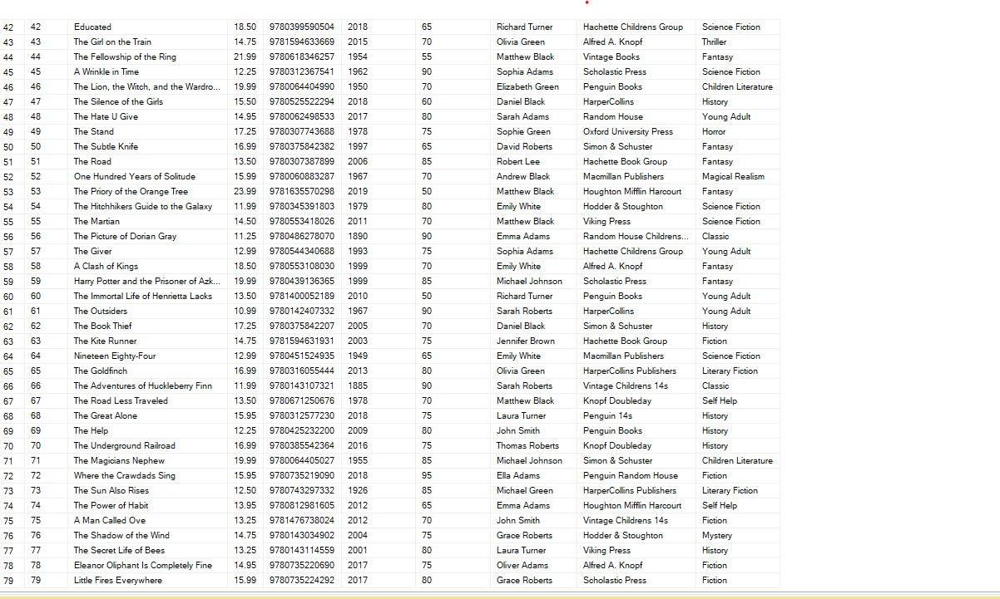 42 42 Educated 18.50 9780399590504 2018 65 Richard Turner Hachette Childrens Group Science Fiction
43 43 The Girl on the Train 14.75 9781594633669 2015 70 Olivia Green Alfred A. Knopf Thriller
44 44 The Fellowship of the Ring 21.99 9780618346257 1954 55 Matthew Black Vintage Books Fantasy
45 45 A Wrinkle in Time 12.25 9780312367541 1962 90 Sophia Adams Scholastic Press Science Fiction
46 46 The Lion, the Witch, and the Wardro... 19.99 9780064404990 1950 70 Elizabeth Green Penguin Books Children Literature
47 47 The Silence of the Girls 15.50 9780525522294 2018 60 Daniel Black HarperCollins History
48 48 The Hate U Give 14.95 9780062498533 2017 80 Sarah Adams Random House Young Adult
49 49 The Stand 17.25 9780307743688 1978 75 Sophie Green Oxford University Press Horror
50 50 The Subtle Knife 16.99 9780375842382 1997 65 David Roberts Simon & Schuster Fantasy
51 51 The Road 13.50 9780307387899 2006 85 Robert Lee Hachette Book Group Fantasy
52 52 One Hundred Years of Solitude 15.99 9780060883287 1967 70 Andrew Black Macmillan Publishers Magical Realism
53 53 The Priory of the Orange Tree 23.99 9781635570298 2019 50 Matthew Black Houghton Mifflin Harcourt Fantasy
54 54 The Hitchhikers Guide to the Galaxy 11.99 9780345391803 1979 80 Emily White Hodder & Stoughton Science Fiction
55 55 The Martian 14.50 9780553418026 2011 70 Matthew Black Viking Press Science Fiction
56 56 The Picture of Dorian Gray 11.25 9780486278070 1890 90 Emma Adams Random House Childrens... Classic
57 57 The Giver 12.99 9780544340688 1993 75 Sophia Adams Hachette Childrens Group Young Adult
58 58 A Clash of Kings 18.50 9780553108030 1999 70 Emily White Alfred A. Knopf Fantasy
59 59 Harry Potter and the Prisoner of Azk... 19.99 9780439136365 1999 85 Michael Johnson Scholastic Press Fantasy
60 60 The Immortal Life of Henrietta Lacks 13.50 9781400052189 2010 50 Richard Turner Penguin Books Young Adult
61 61 The Outsiders 10.99 9780142407332 1967 90 Sarah Roberts HarperCollins Young Adult
62 62 The Book Thief 17.25 9780375842207 2005 70 Daniel Black Simon & Schuster History
63 63 The Kite Runner 14.75 9781594631931 2003 75 Jennifer Brown Hachette Book Group Fiction
64 64 Nineteen Eighty-Four 12.99 9780451524935 1949 65 Emily White Macmillan Publishers Science Fiction
65 65 The Goldfinch 16.99 9780316055444 2013 80 Olivia Green HarperCollins Publishers Literary Fiction
66 66 The Adventures of Huckleberry Finn 11.99 9780143107321 1885 90 Sarah Roberts Vintage Childrens 14s Classic
67 67 The Road Less Traveled 13.50 9780671250676 1978 70 Matthew Black Knopf Doubleday Self Help
68 68 The Great Alone 15.95 9780312577230 2018 75 Laura Turner Penguin 14s History
69 69 The Help 12.25 9780425232200 2009 80 John Smith Penguin Books History
70 70 The Underground Railroad 16.99 9780385542364 2016 75 Thomas Roberts Knopf Doubleday History
71 71 The Magicians Nephew 19.99 9780064405027 1955 85 Michael Johnson Simon & Schuster Children Literature
72 72 Where the Crawdads Sing 15.95 9780735219090 2018 95 Ella Adams Penguin Random House Fiction
73 73 The Sun Also Rises 12.50 9780743297332 1926 85 Michael Green HarperCollins Publishers Literary Fiction
74 74 The Power of Habit 13.95 9780812981605 2012 65 Emma Adams Houghton Mifflin Harcourt Self Help
75 75 A Man Called Ove 13.25 9781476738024 2012 70 John Smith Vintage Childrens 14s Fiction
76 76 The Shadow of the Wind 14.75 9780143034902 2004 75 Grace Roberts Hodder & Stoughton Mystery
77 77 The Secret Life of Bees 13.25 9780143114559 2001 80 Laura Turner Viking Press History
78 78 Eleanor Oliphant Is Completely Fine 14.95 9780735220690 2017 75 Oliver Adams Alfred A. Knopf Fiction
79 79 Little Fires Everywhere 15.99 9780735224292 2017 80 Grace Roberts Scholastic Press Fiction